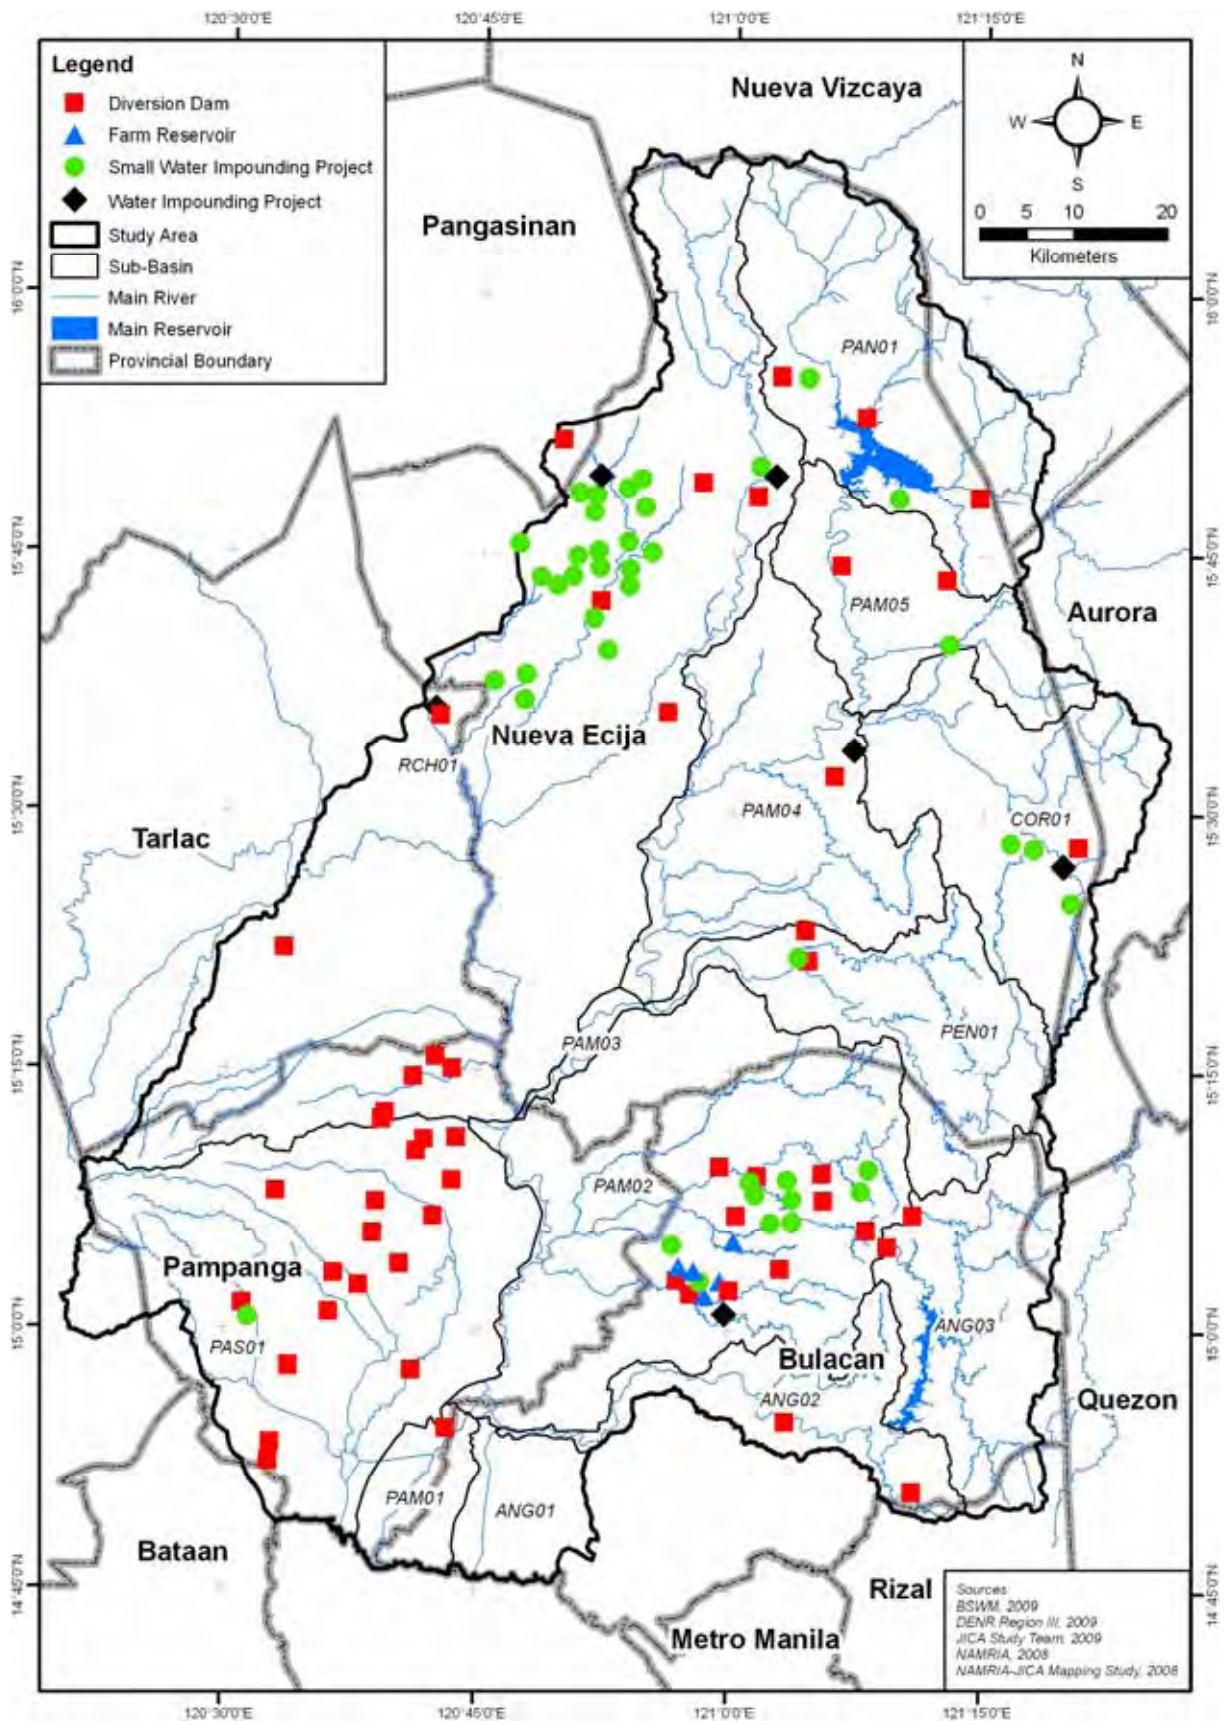 120°30'0"E
120°45'0"E
121°0'0"E
121°15'0"E
Legend
Diversion Dam
Farm Reservoir
Small Water Impounding Project
Water Impounding Project
Study Area
Sub-Basin
Main River
Main Reservoir
Provincial Boundary
N
W
E
S
0 5 10 20
Kilometers
Nueva Vizcaya
Pangasinan
16°0'0"N
16°0'0"N
PAN01
15°45'0"N
15°45'0"N
PAM05
Aurora
Nueva Ecija
RCH01
15°30'0"N
15°30'0"N
Tarlac
PAM04
COR01
PAM03
PEN01
15°15'0"N
15°15'0"N
PAM02
Pampanga
15°0'0"N
15°0'0"N
PAS01
ANG03
Bulacan
ANG02
Quezon
PAM01
ANG01
Bataan
14°45'0"N
14°45'0"N
Rizal
Metro Manila
Sources:
BSWM, 2009
DENR Region III, 2009
JICA Study Team, 2009
NAMRIA, 2008
NAMRIA-JICA Mapping Study, 2008
120°30'0"E
120°45'0"E
121°0'0"E
121°15'0"E